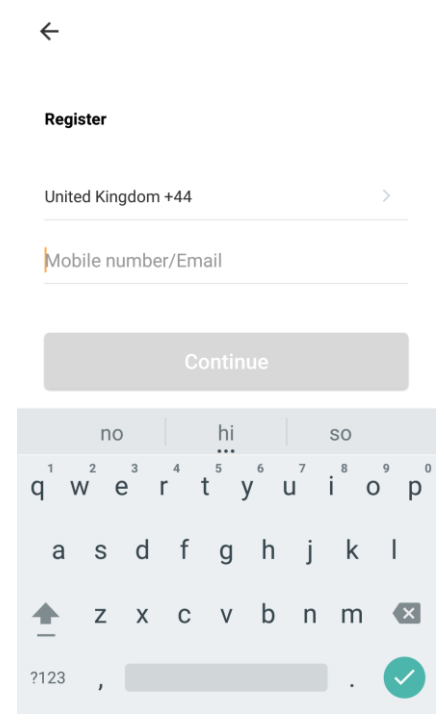 Register
United Kingdom +44
Mobile number/Email
Continue
no hi so
1 2 3 4 5 6 7 8 9 0
q w e r t y u i o p
a s d f g h j k l
z x c v b n m
?123 , .